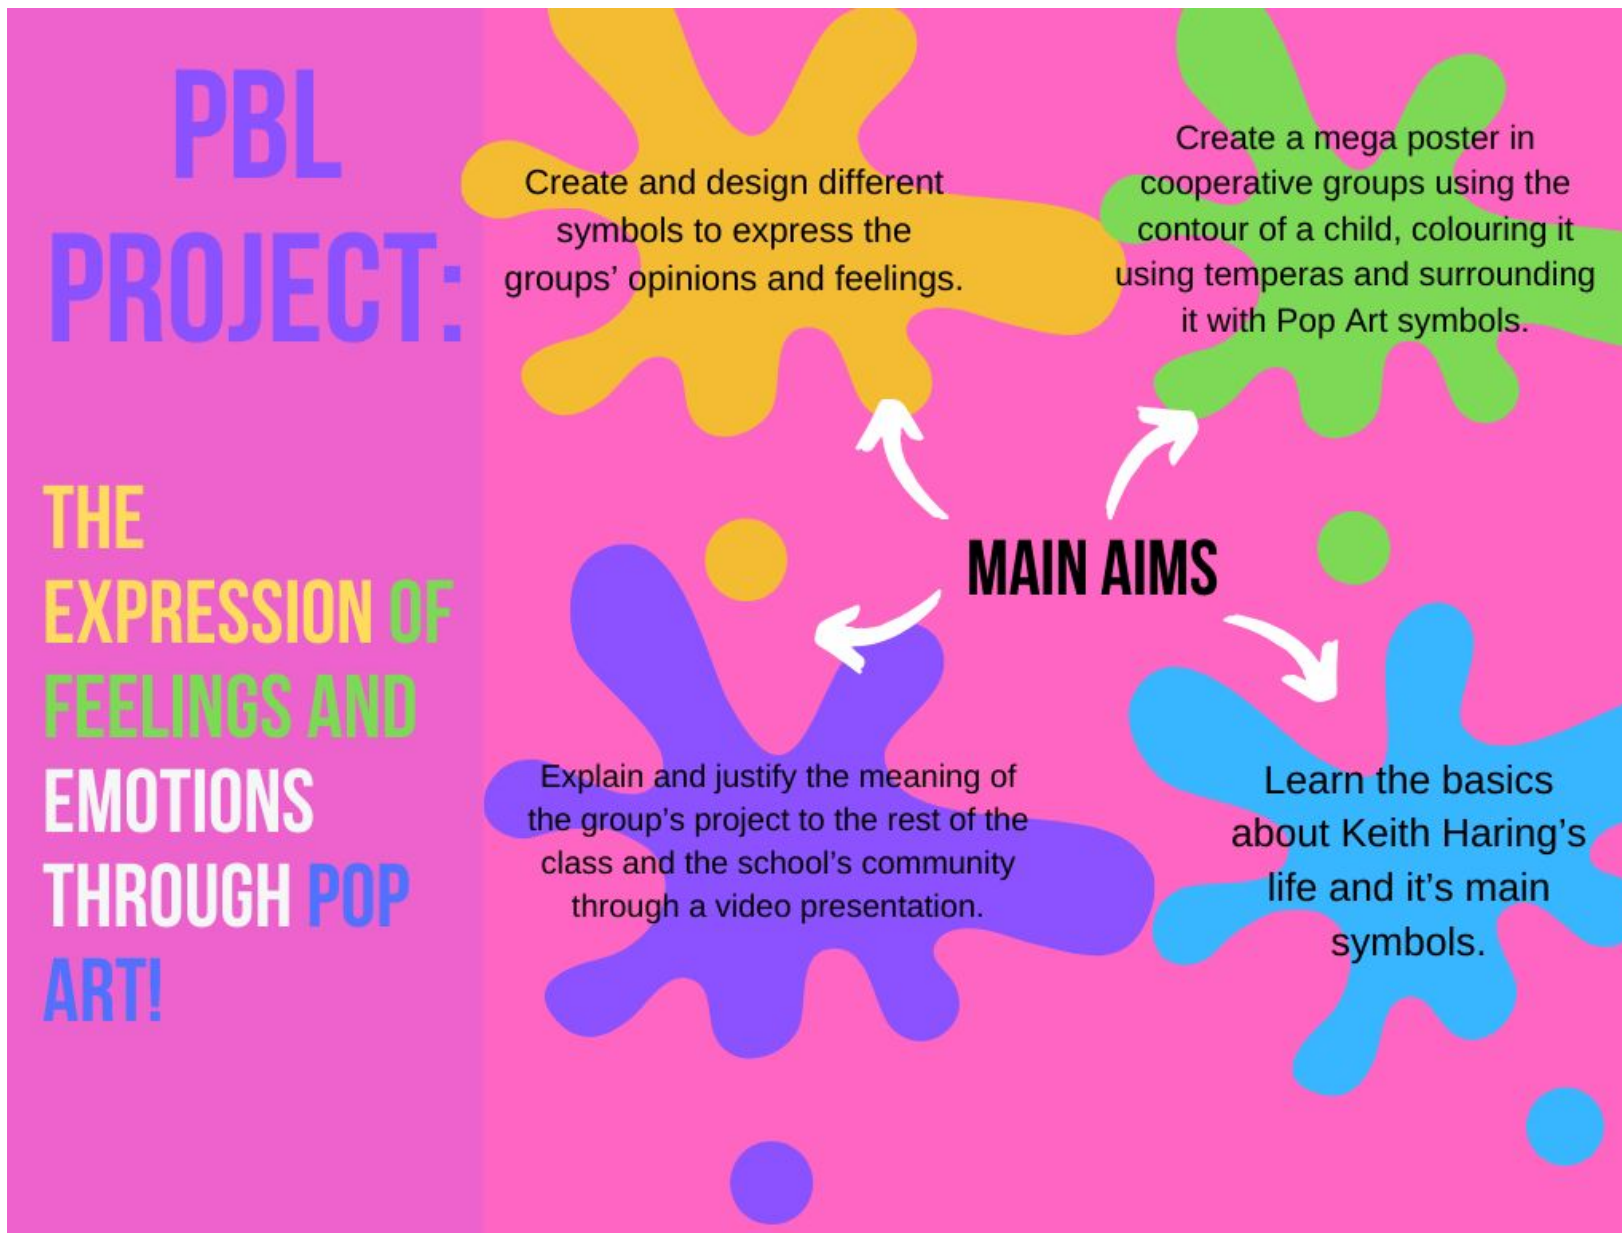 PBL
PROJECT:
THE
EXPRESSION OF
FEELINGS AND
EMOTIONS
THROUGH POP
ART!
Create and design different
symbols to express the
groups’ opinions and feelings.
Create a mega poster in
cooperative groups using the
contour of a child, colouring it
using temperas and surrounding
it with Pop Art symbols.
MAIN AIMS
Explain and justify the meaning of
the group’s project to the rest of the
class and the school’s community
through a video presentation.
Learn the basics
about Keith Haring’s
life and it’s main
symbols.